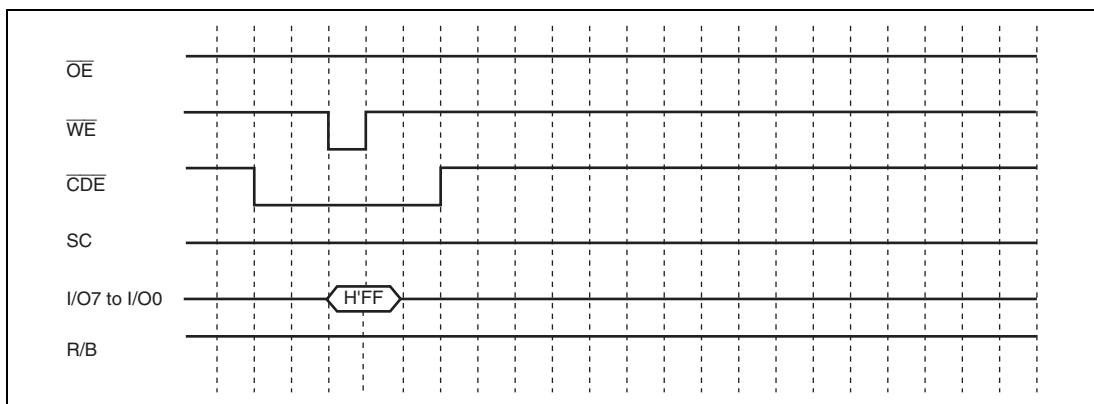 OE
WE
CDE
SC
I/O7 to I/O0
H'FF
R/B